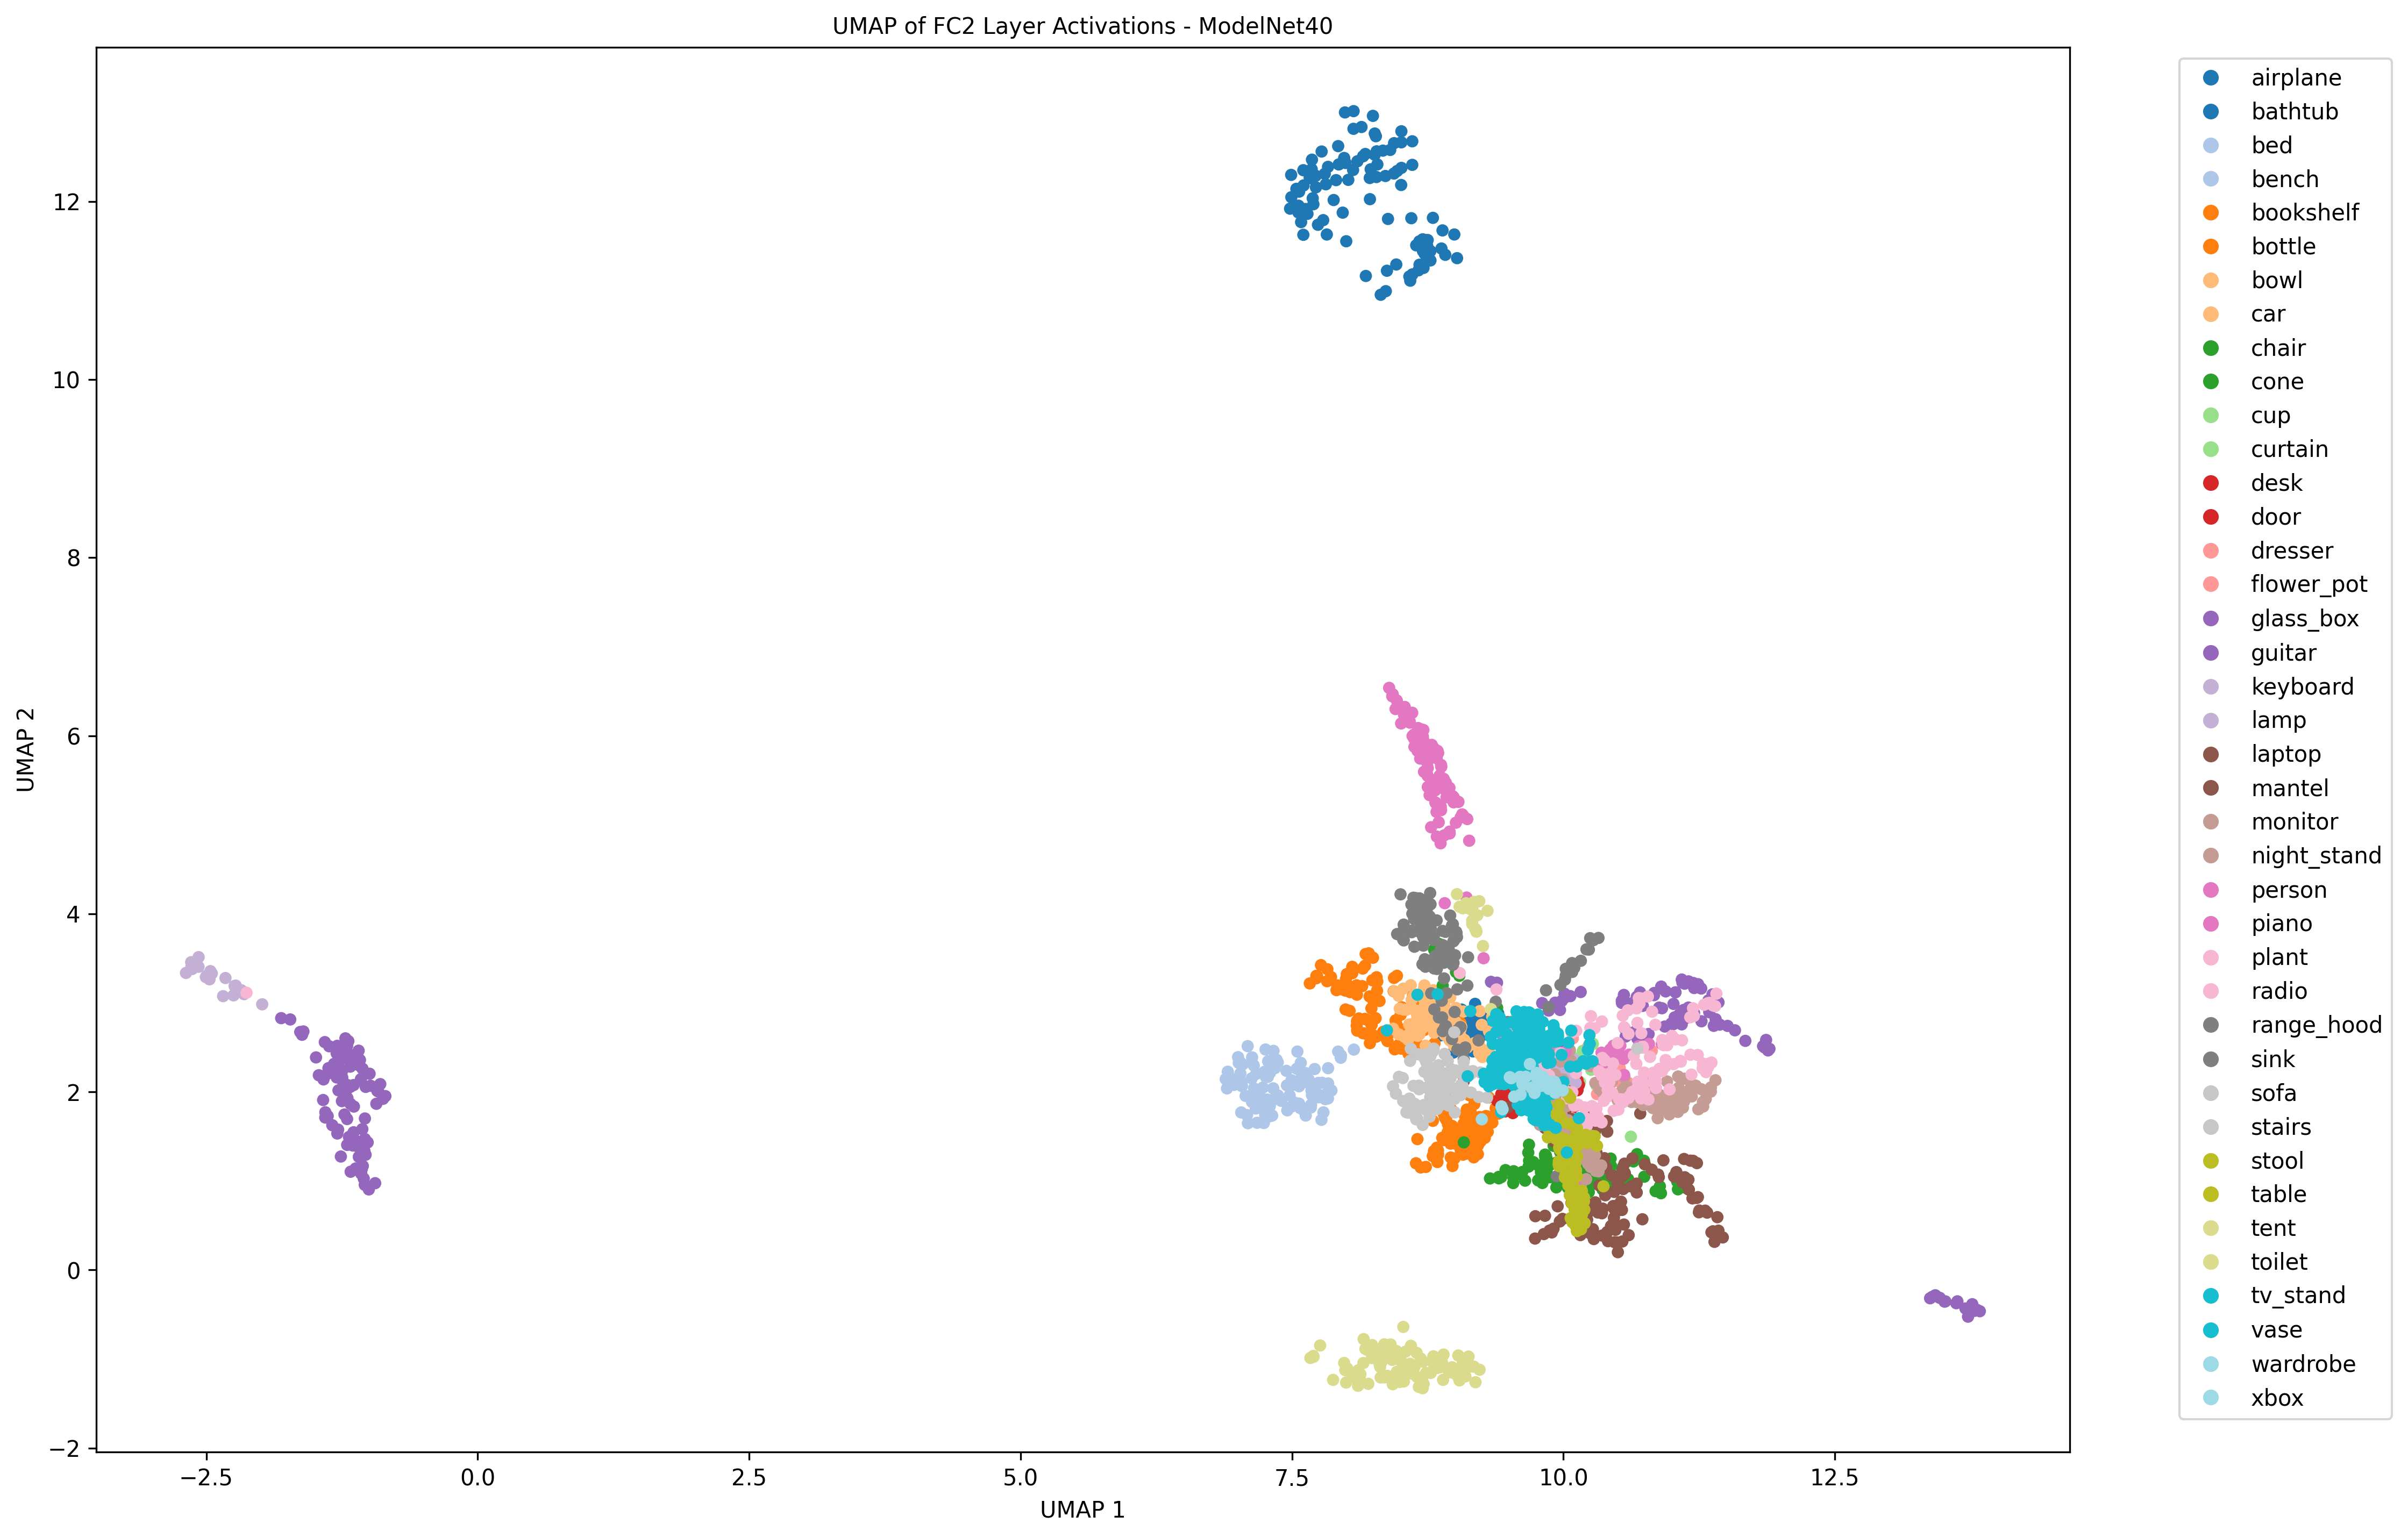 UMAP of FC2 Layer Activations - ModelNet40
12
10
8
6
4
2
0
−2
UMAP 2
−2.5
0.0
2.5
5.0
7.5
10.0
12.5
UMAP 1
airplane
bathtub
bed
bench
bookshelf
bottle
bowl
car
chair
cone
cup
curtain
desk
door
dresser
flower_pot
glass_box
guitar
keyboard
lamp
laptop
mantel
monitor
night_stand
person
piano
plant
radio
range_hood
sink
sofa
stairs
stool
table
tent
toilet
tv_stand
vase
wardrobe
xbox